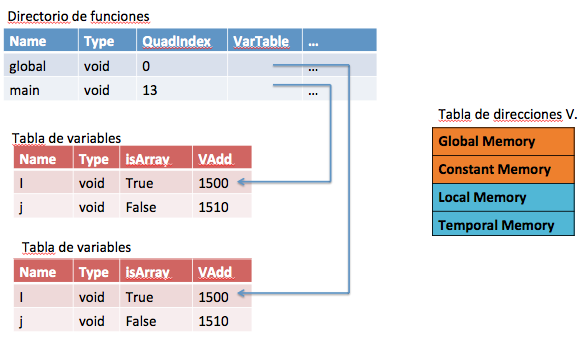 Directorio de funciones
Name Type QuadIndex VarTable ...
global void 0 ...
main void 13 ...
Tabla de direcciones V.
Global Memory
Constant Memory
Local Memory
Temporal Memory
Tabla de variables
Name Type isArray VAdd
I void True 1500
j void False 1510
Tabla de variables
Name Type isArray VAdd
I void True 1500
j void False 1510